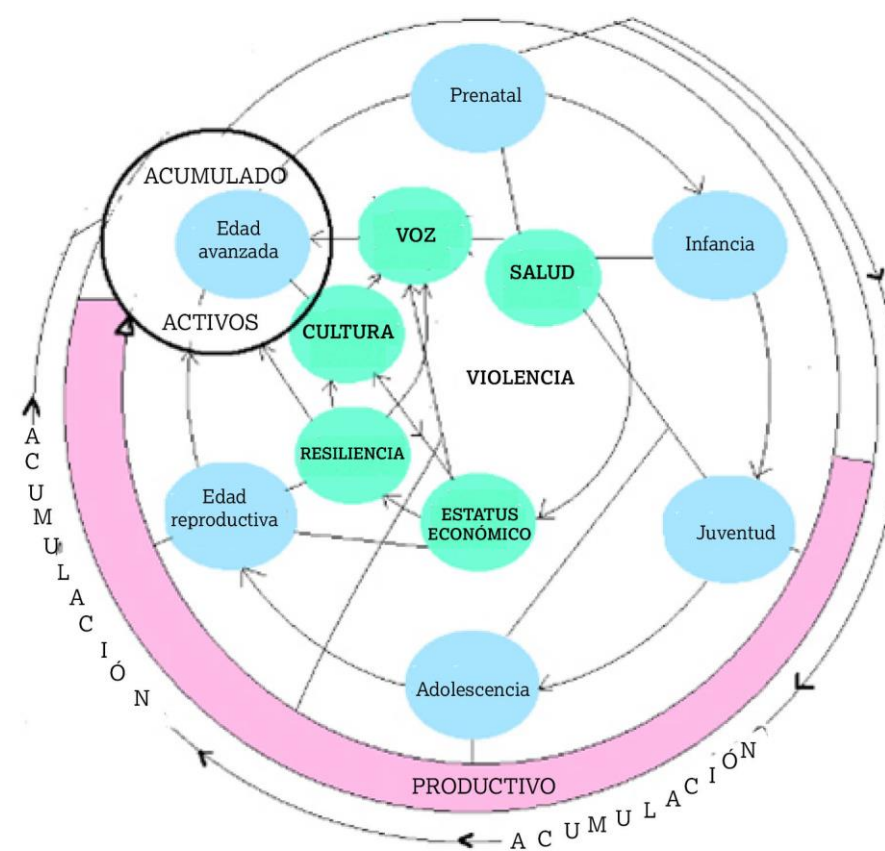 Prenatal
ACUMULADO
Edad
avanzada
ACTIVOS
VOZ
SALUD
Infancia
CULTURA
VIOLENCIA
RESILIENCIA
Edad
reproductiva
ESTATUS
ECONÓMICO
Juventud
Adolescencia
PRODUCTIVO
ACUMULACIÓN
ACUMULACIÓN